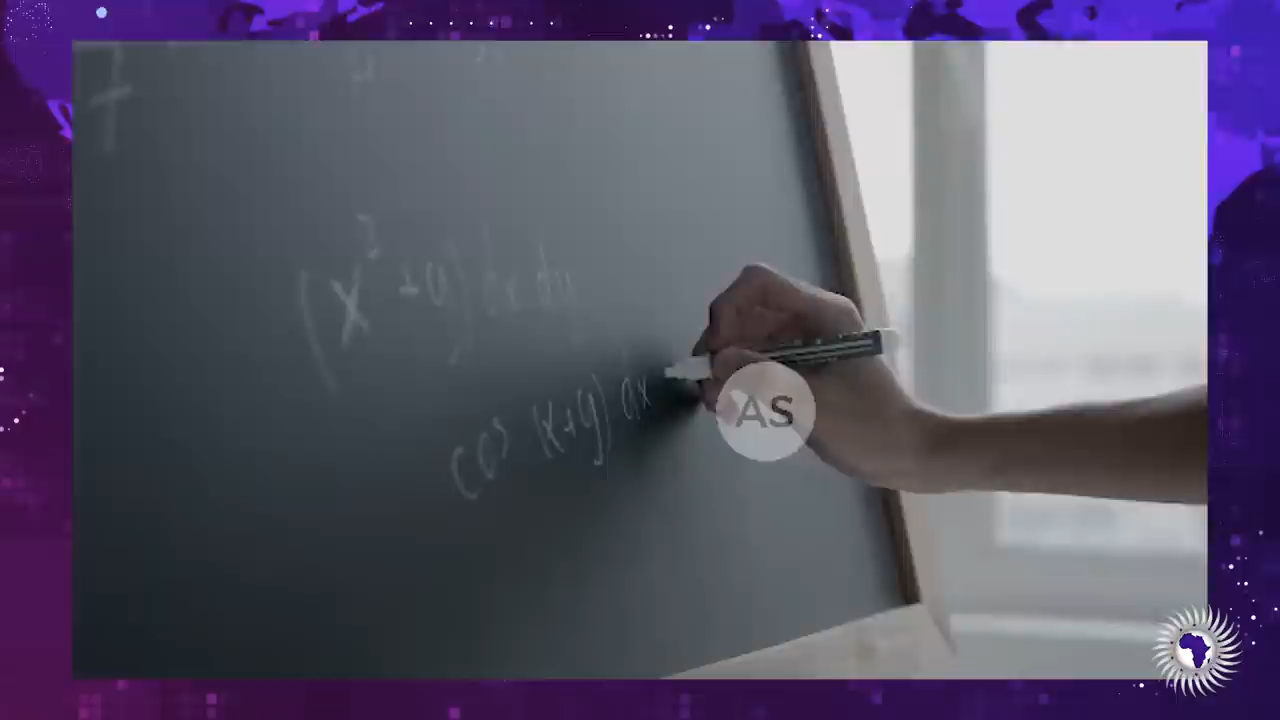 (x² + y) dx dy
cos (x+y) dx
AS